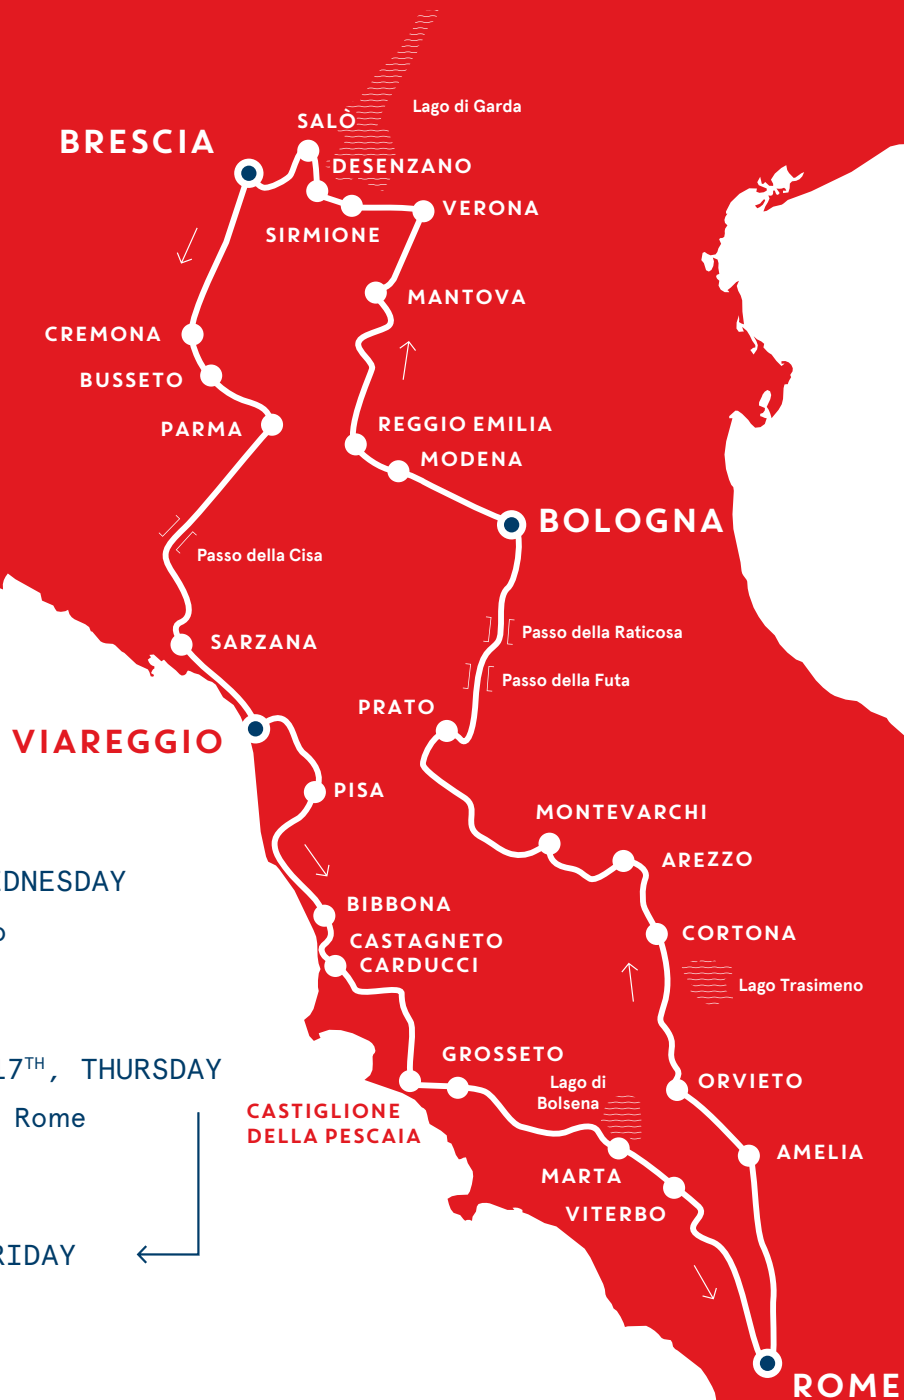 Lago di Garda
SALÒ
BRESCIA
DESENZANO
VERONA
SIRMIONE
MANTOVA
CREMONA
BUSSETO
REGGIO EMILIA
PARMA
MODENA
BOLOGNA
Passo della Cisa
Passo della Raticosa
SARZANA
Passo della Futa
PRATO
VIAREGGIO
PISA
MONTEVARCHI
AREZZO
EDNESDAY
BIBBONA
o
CORTONA
CASTAGNETO
CARDUCCI
Lago Trasimeno
GROSSETO
17TH, THURSDAY
Lago di
Bolsena
ORVIETO
Rome
CASTIGLIONE
DELLA PESCAIA
AMELIA
MARTA
VITERBO
RIDAY
ROME